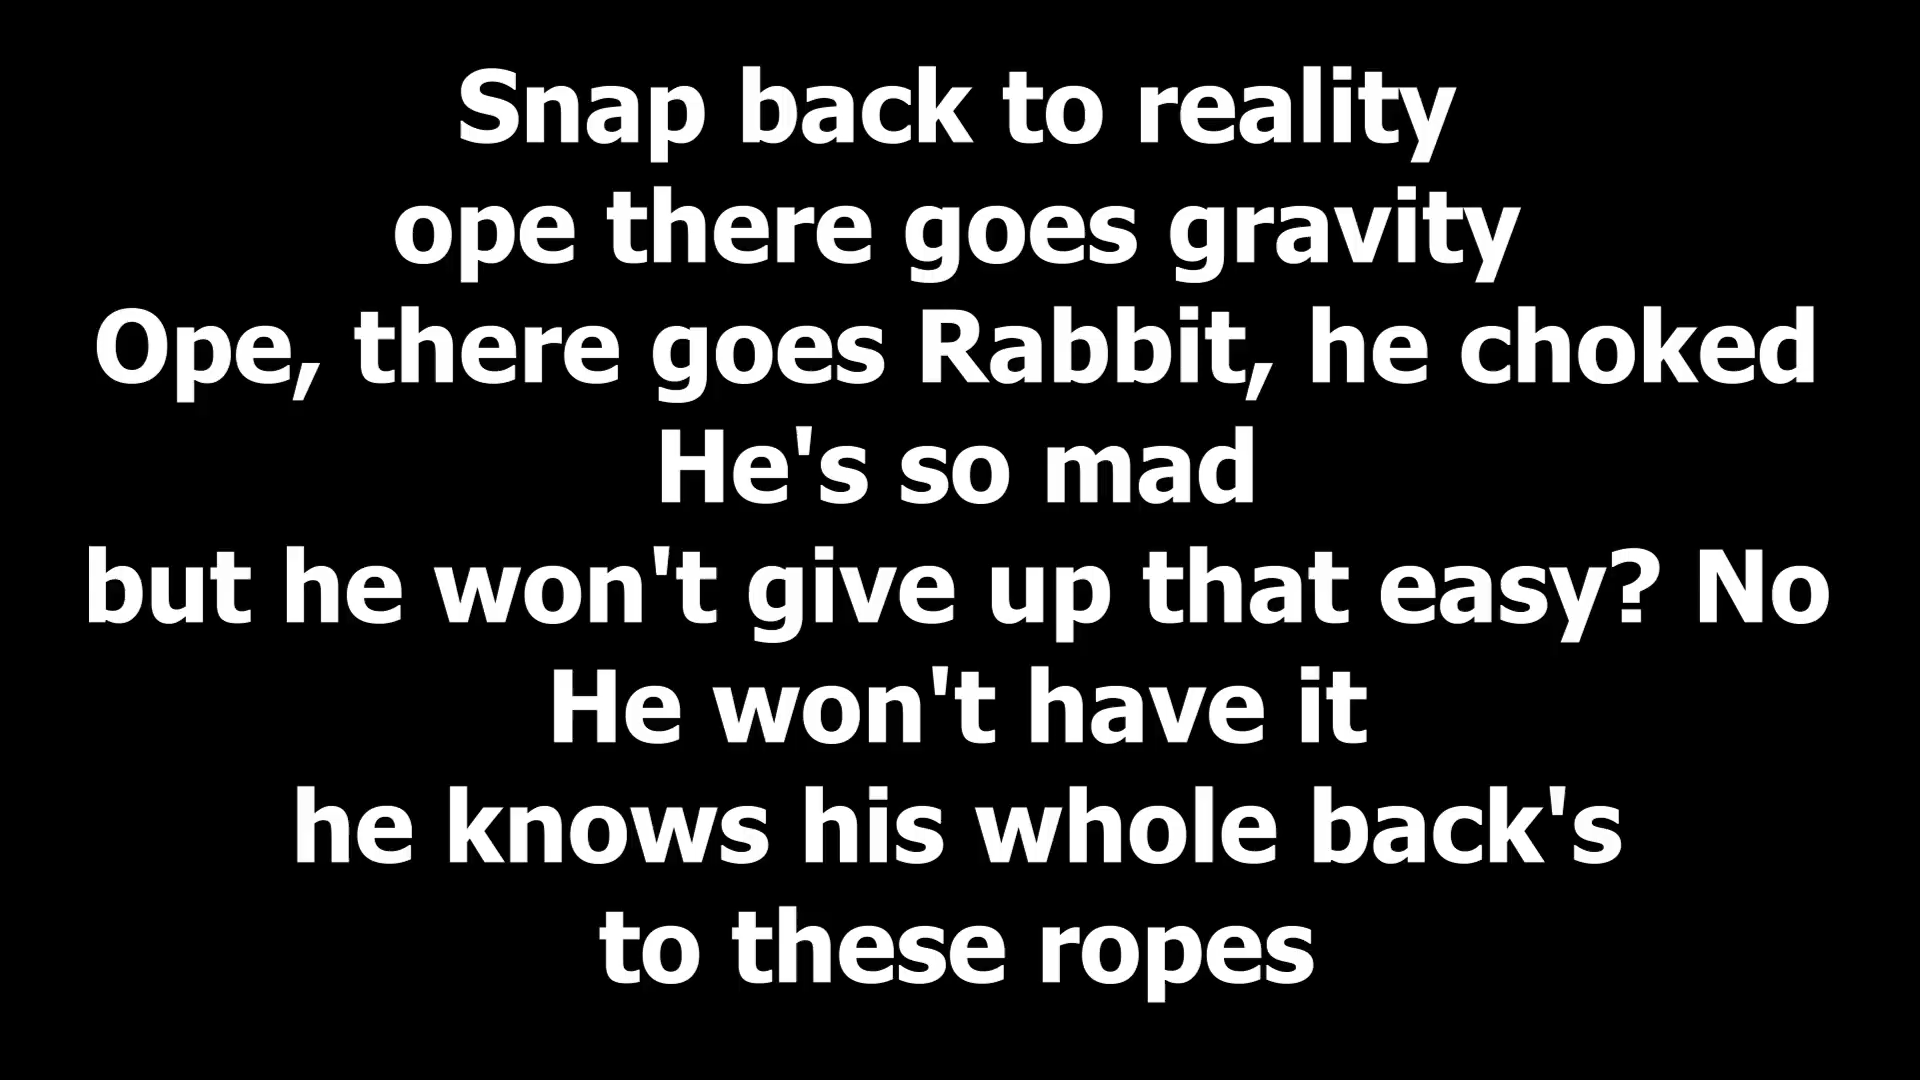 Snap back to reality
ope there goes gravity
Ope, there goes Rabbit, he choked
He's so mad
but he won't give up that easy? No
He won't have it
he knows his whole back's
to these ropes